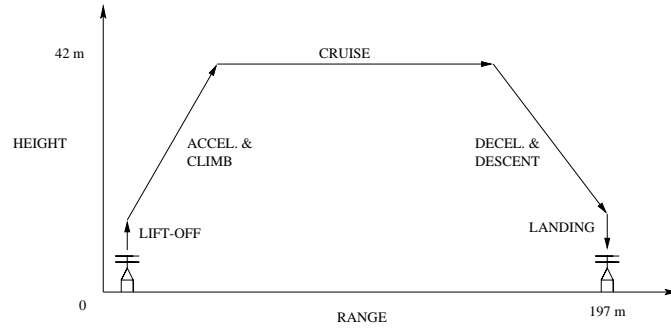 42 m
CRUISE
HEIGHT
ACCEL. &
CLIMB
DECEL. &
DESCENT
LIFT-OFF
LANDING
0
197 m
RANGE